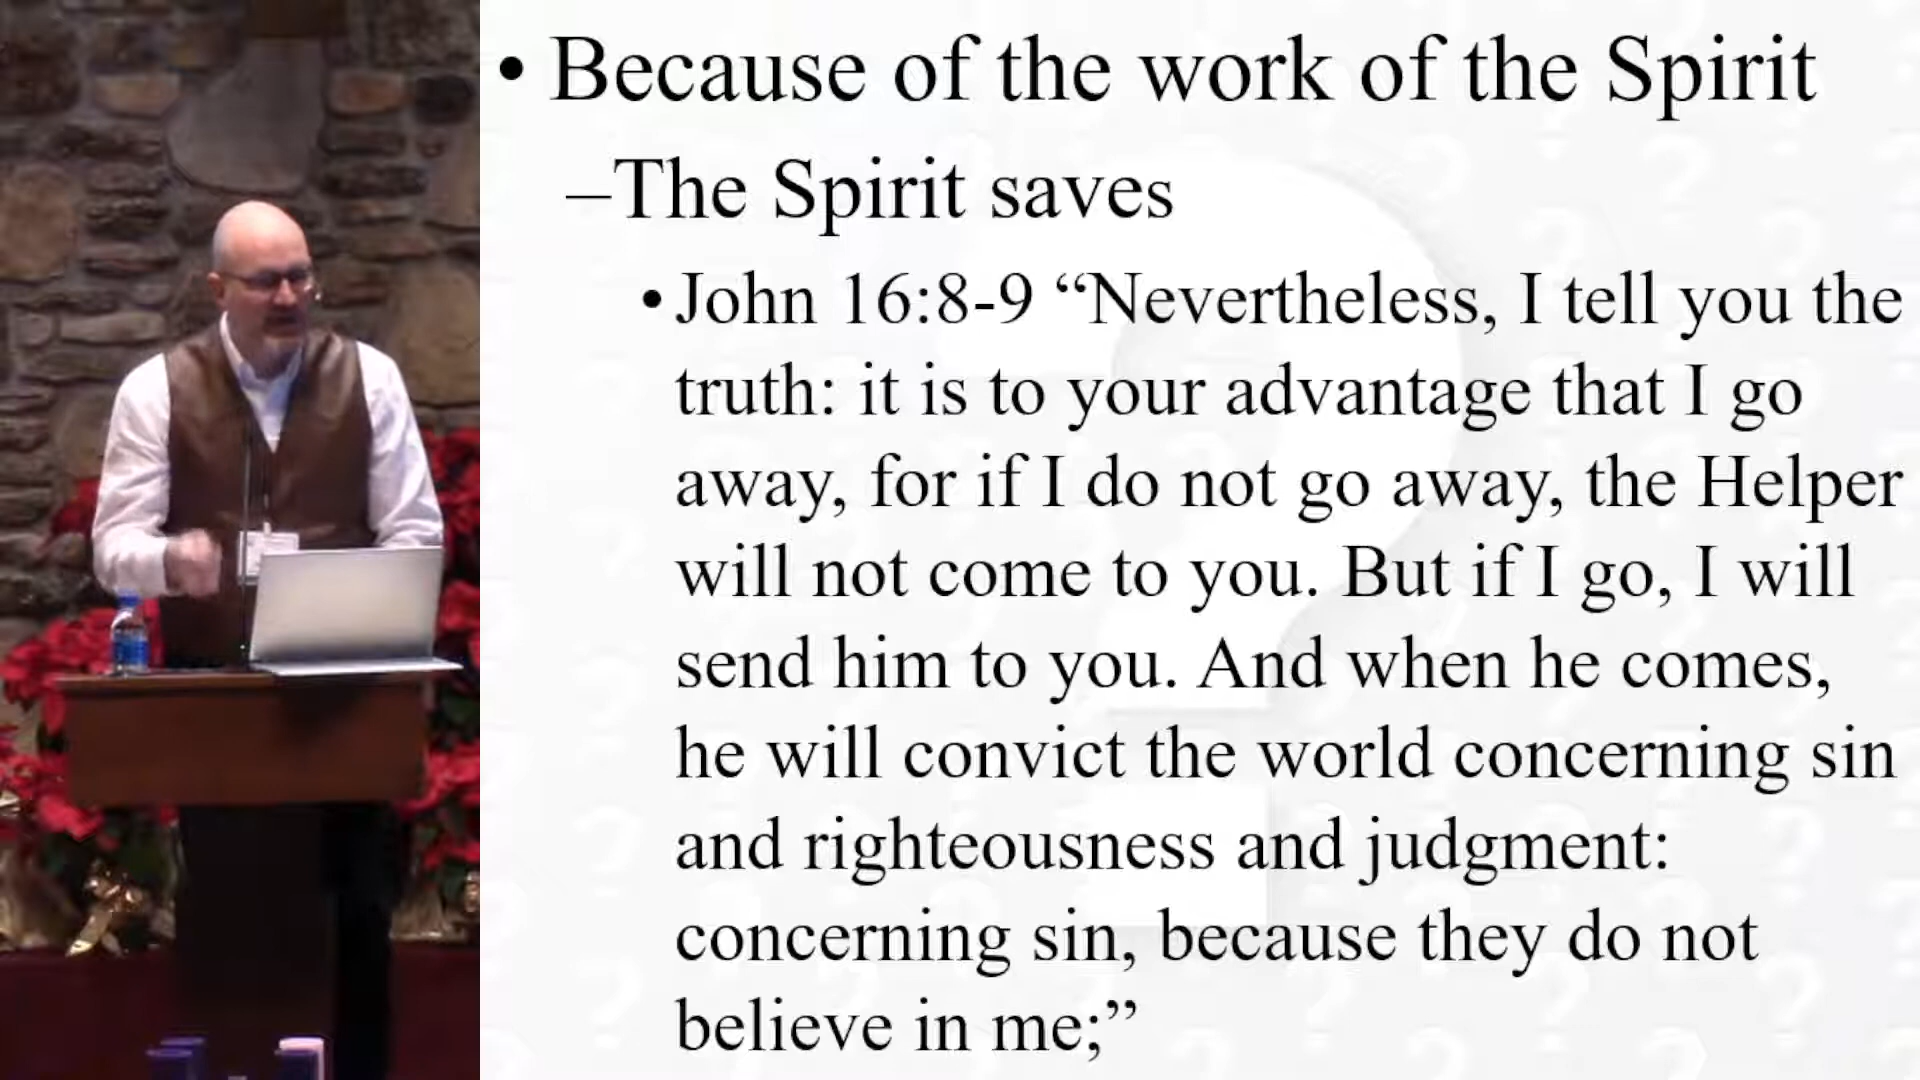 • Because of the work of the Spirit
–The Spirit saves
• John 16:8-9 “Nevertheless, I tell you the
truth: it is to your advantage that I go
away, for if I do not go away, the Helper
will not come to you. But if I go, I will
send him to you. And when he comes,
he will convict the world concerning sin
and righteousness and judgment:
concerning sin, because they do not
believe in me;”